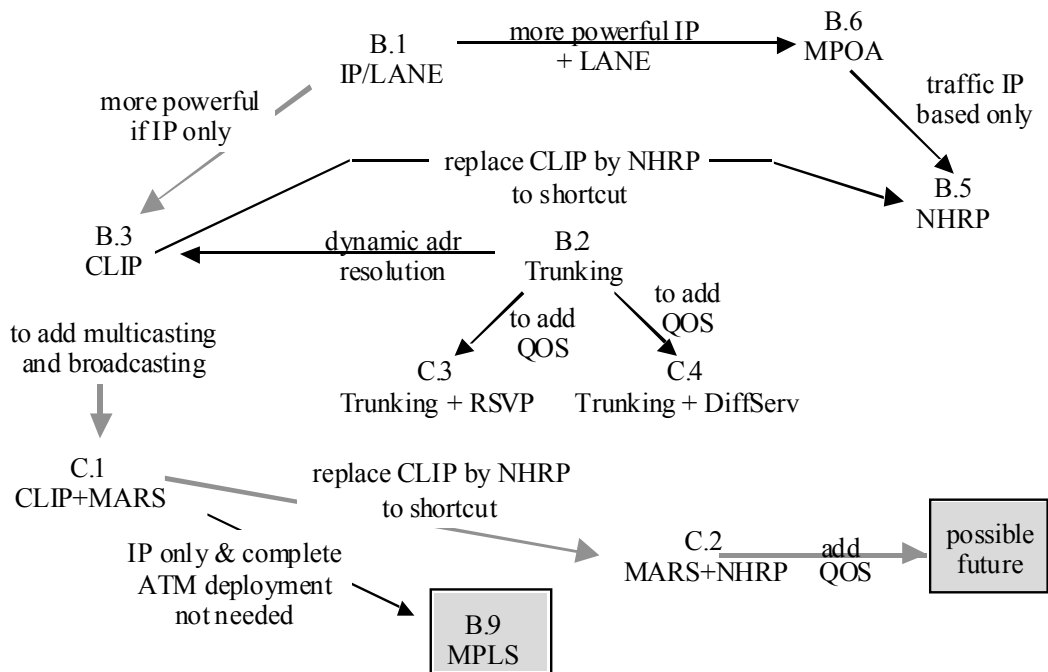 B.1
IP/LANE
more powerful IP
+ LANE
B.6
MPOA
more powerful
if IP only
traffic IP
based only
replace CLIP by NHRP
to shortcut
B.5
NHRP
B.3
CLIP
dynamic adr
resolution
B.2
Trunking
to add
QOS
to add
QOS
to add multicasting
and broadcasting
C.3
Trunking + RSVP
C.4
Trunking + DiffServ
C.1
CLIP+MARS
replace CLIP by NHRP
to shortcut
IP only & complete
ATM deployment
not needed
C.2
MARS+NHRP
add
QOS
possible
future
B.9
MPLS